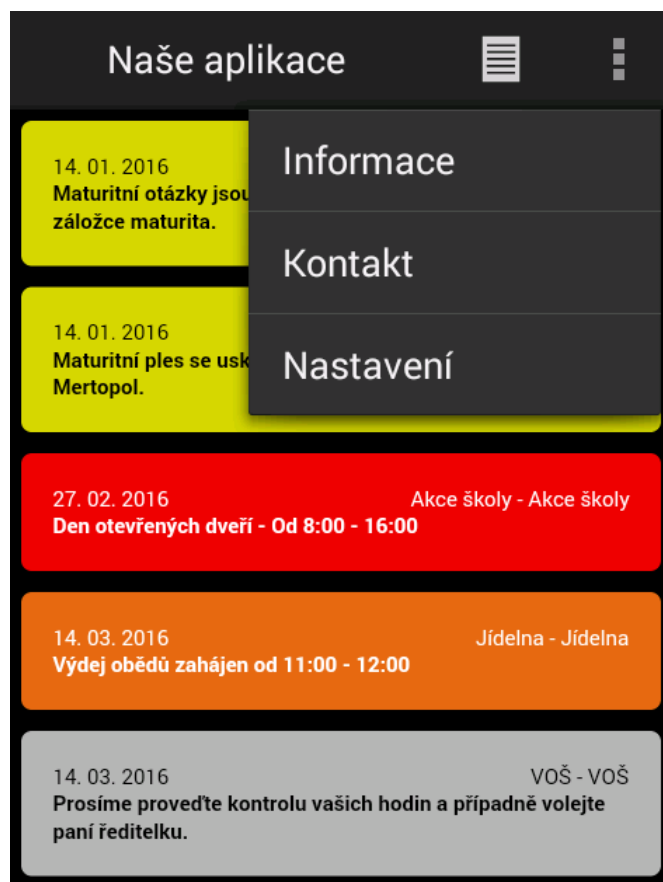 Naše aplikace
Informace
Kontakt
Nastavení
14. 01. 2016
Maturitní otázky jsou
záložce maturita.
14. 01. 2016
Maturitní ples se usk
Mertopol.
27. 02. 2016 Akce školy - Akce školy
Den otevřených dveří - Od 8:00 - 16:00
14. 03. 2016 Jídelna - Jídelna
Výdej obědů zahájen od 11:00 - 12:00
14. 03. 2016 VOŠ - VOŠ
Prosíme proveďte kontrolu vašich hodin a případně volejte
paní ředitelku.